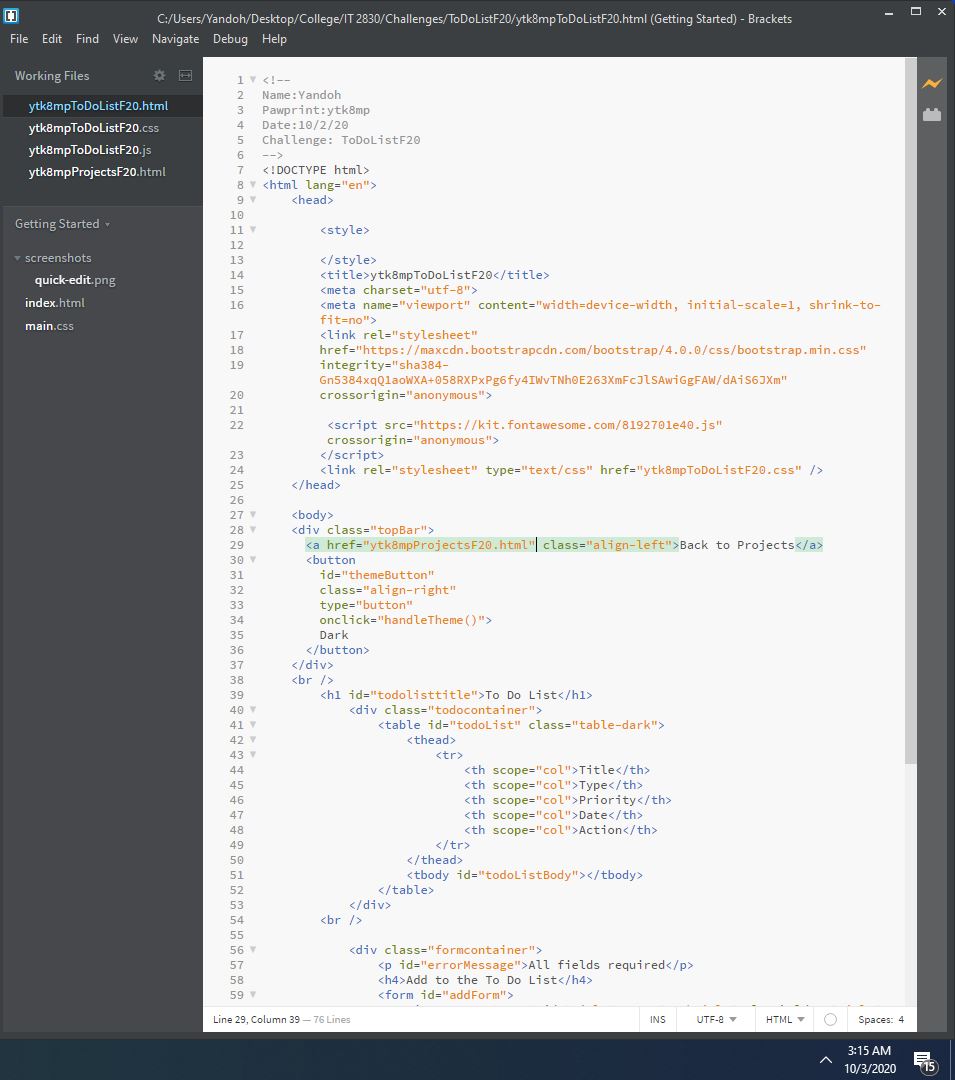 C:/Users/Yandoh/Desktop/College/IT 2830/Challenges/ToDoListF20/ytk8mpToDoListF20.html (Getting Started) - Brackets
File Edit Find View Navigate Debug Help
Working Files
ytk8mpToDoListF20.html
ytk8mpToDoListF20.css
ytk8mpToDoListF20.js
ytk8mpProjectsF20.html
Getting Started
screenshots
quick-edit.png
index.html
main.css
1 <!--
2 Name:Yandoh
3 Pawprint:ytk8mp
4 Date:10/2/20
5 Challenge: ToDoListF20
6 -->
7 <!DOCTYPE html>
8 <html lang="en">
9 <head>
10
11 <style>
12
13 </style>
14 <title>ytk8mpToDoListF20</title>
15 <meta charset="utf-8">
16 <meta name="viewport" content="width=device-width, initial-scale=1, shrink-to-
fit=no">
17 <link rel="stylesheet"
18 href="https://maxcdn.bootstrapcdn.com/bootstrap/4.0.0/css/bootstrap.min.css"
19 integrity="sha384-
Gn5384xqQ1aoWXA+058RXPxPg6fy4IWvTNh0E263XmFcJlSAwiGgFAW/dAiS6JXm"
20 crossorigin="anonymous">
21
22 <script src="https://kit.fontawesome.com/8192701e40.js"
crossorigin="anonymous">
23 </script>
24 <link rel="stylesheet" type="text/css" href="ytk8mpToDoListF20.css" />
25 </head>
26
27 <body>
28 <div class="topBar">
29 <a href="ytk8mpProjectsF20.html" class="align-left">Back to Projects</a>
30 <button
31 id="themeButton"
32 class="align-right"
33 type="button"
34 onclick="handleTheme()">
35 Dark
36 </button>
37 </div>
38 <br />
39 <h1 id="todolisttitle">To Do List</h1>
40 <div class="todocontainer">
41 <table id="todoList" class="table-dark">
42 <thead>
43 <tr>
44 <th scope="col">Title</th>
45 <th scope="col">Type</th>
46 <th scope="col">Priority</th>
47 <th scope="col">Date</th>
48 <th scope="col">Action</th>
49 </tr>
50 </thead>
51 <tbody id="todoListBody"></tbody>
52 </table>
53 </div>
54 <br />
55
56 <div class="formcontainer">
57 <p id="errorMessage">All fields required</p>
58 <h4>Add to the To Do List</h4>
59 <form id="addForm">
Line 29, Column 39 — 76 Lines
INS UTF-8 HTML Spaces: 4
3:15 AM
10/3/2020
15